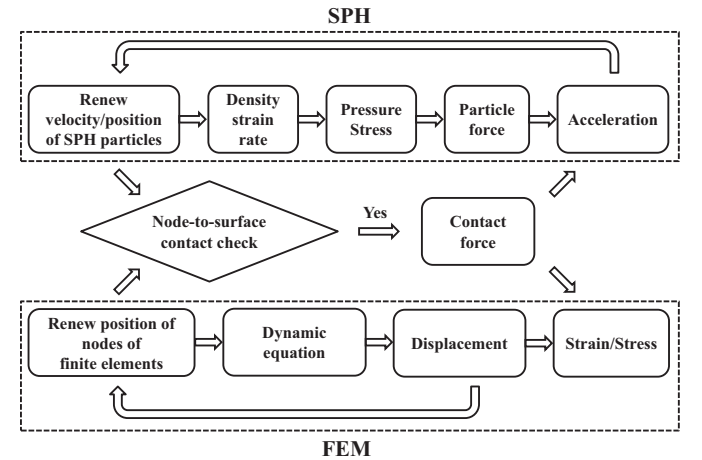 SPH
Renew
velocity/position
of SPH particles
Density
strain
rate
Pressure
Stress
Particle
force
Acceleration
Node-to-surface
contact check
Yes
Contact
force
Renew position of
nodes of
finite elements
Dynamic
equation
Displacement
Strain/Stress
FEM